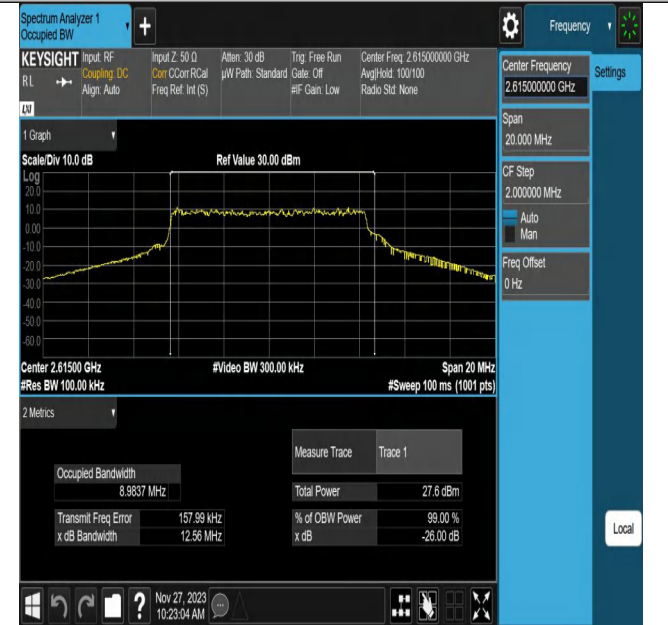 Spectrum Analyzer 1
Occupied BW
+
Frequency
KEYSIGHT
RL
LXI
Input: RF
Coupling: DC
Align: Auto
Input Z: 50 Ω
Corr CCorr RCal
Freq Ref: Int (S)
Atten: 30 dB
µW Path: Standard
Trig: Free Run
Gate: Off
#IF Gain: Low
Center Freq: 2.615000000 GHz
Avg|Hold: 100/100
Radio Std: None
Center Frequency
2.615000000 GHz
Settings
Span
20.000 MHz
CF Step
2.000000 MHz
Auto
Man
Freq Offset
0 Hz
Local
1 Graph
Scale/Div 10.0 dB
Ref Value 30.00 dBm
Log
20.0
10.0
0.00
-10.0
-20.0
-30.0
-40.0
-50.0
-60.0
Center 2.61500 GHz
#Video BW 300.00 kHz
Span 20 MHz
#Res BW 100.00 kHz
#Sweep 100 ms (1001 pts)
2 Metrics
Measure Trace
Trace 1
Occupied Bandwidth
8.9837 MHz
Total Power
27.6 dBm
Transmit Freq Error
157.99 kHz
% of OBW Power
99.00 %
x dB Bandwidth
12.56 MHz
x dB
-26.00 dB
?
Nov 27, 2023
10:23:04 AM